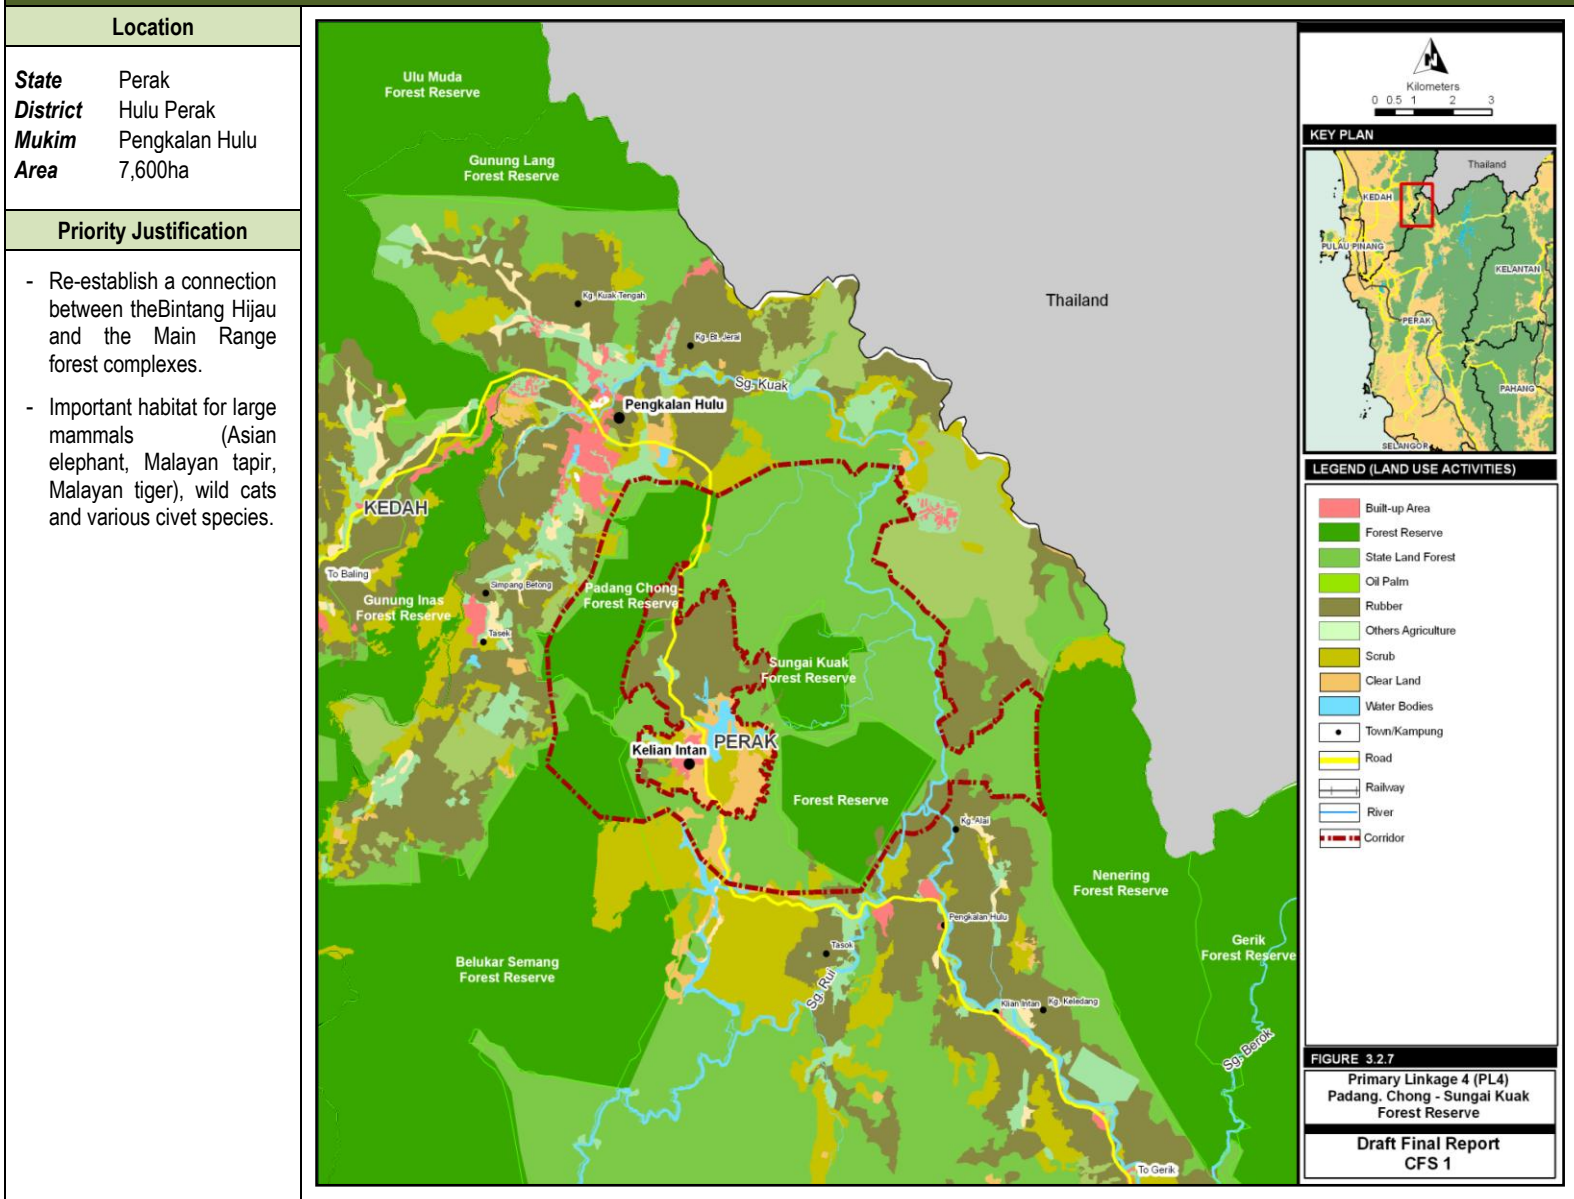 Location
State Perak
District Hulu Perak
Mukim Pengkalan Hulu
Area 7,600ha
Priority Justification
- Re-establish a connection
between theBintang Hijau
and the Main Range
forest complexes.
- Important habitat for large
mammals (Asian
elephant, Malayan tapir,
Malayan tiger), wild cats
and various civet species.
Ulu Muda
Forest Reserve
Gunung Lang
Forest Reserve
Thailand
Kg. Kuak Tengah
Kg. Bt. Jerai
Sg. Kuak
Pengkalan Hulu
KEDAH
To Baling
Simpang Betong
Gunung Inas
Forest Reserve
Tasek
Padang Chong
Forest Reserve
Sungai Kuak
Forest Reserve
PERAK
Kelian Intan
Forest Reserve
Kg. Alai
Nenering
Forest Reserve
Pengkalan Hulu
Gerik
Forest Reserve
Belukar Semang
Forest Reserve
Tasok
Sg. Rui
Klian Intan
Kg. Keledang
Sg. Berok
To Gerik
N
Kilometers
0 0.5 1 2 3
KEY PLAN
Thailand
KEDAH
PULAU PINANG
KELANTAN
PERAK
PAHANG
SELANGOR
LEGEND (LAND USE ACTIVITIES)
Built-up Area
Forest Reserve
State Land Forest
Oil Palm
Rubber
Others Agriculture
Scrub
Clear Land
Water Bodies
Town/Kampung
Road
Railway
River
Corridor
FIGURE 3.2.7
Primary Linkage 4 (PL4)
Padang. Chong - Sungai Kuak
Forest Reserve
Draft Final Report
CFS 1